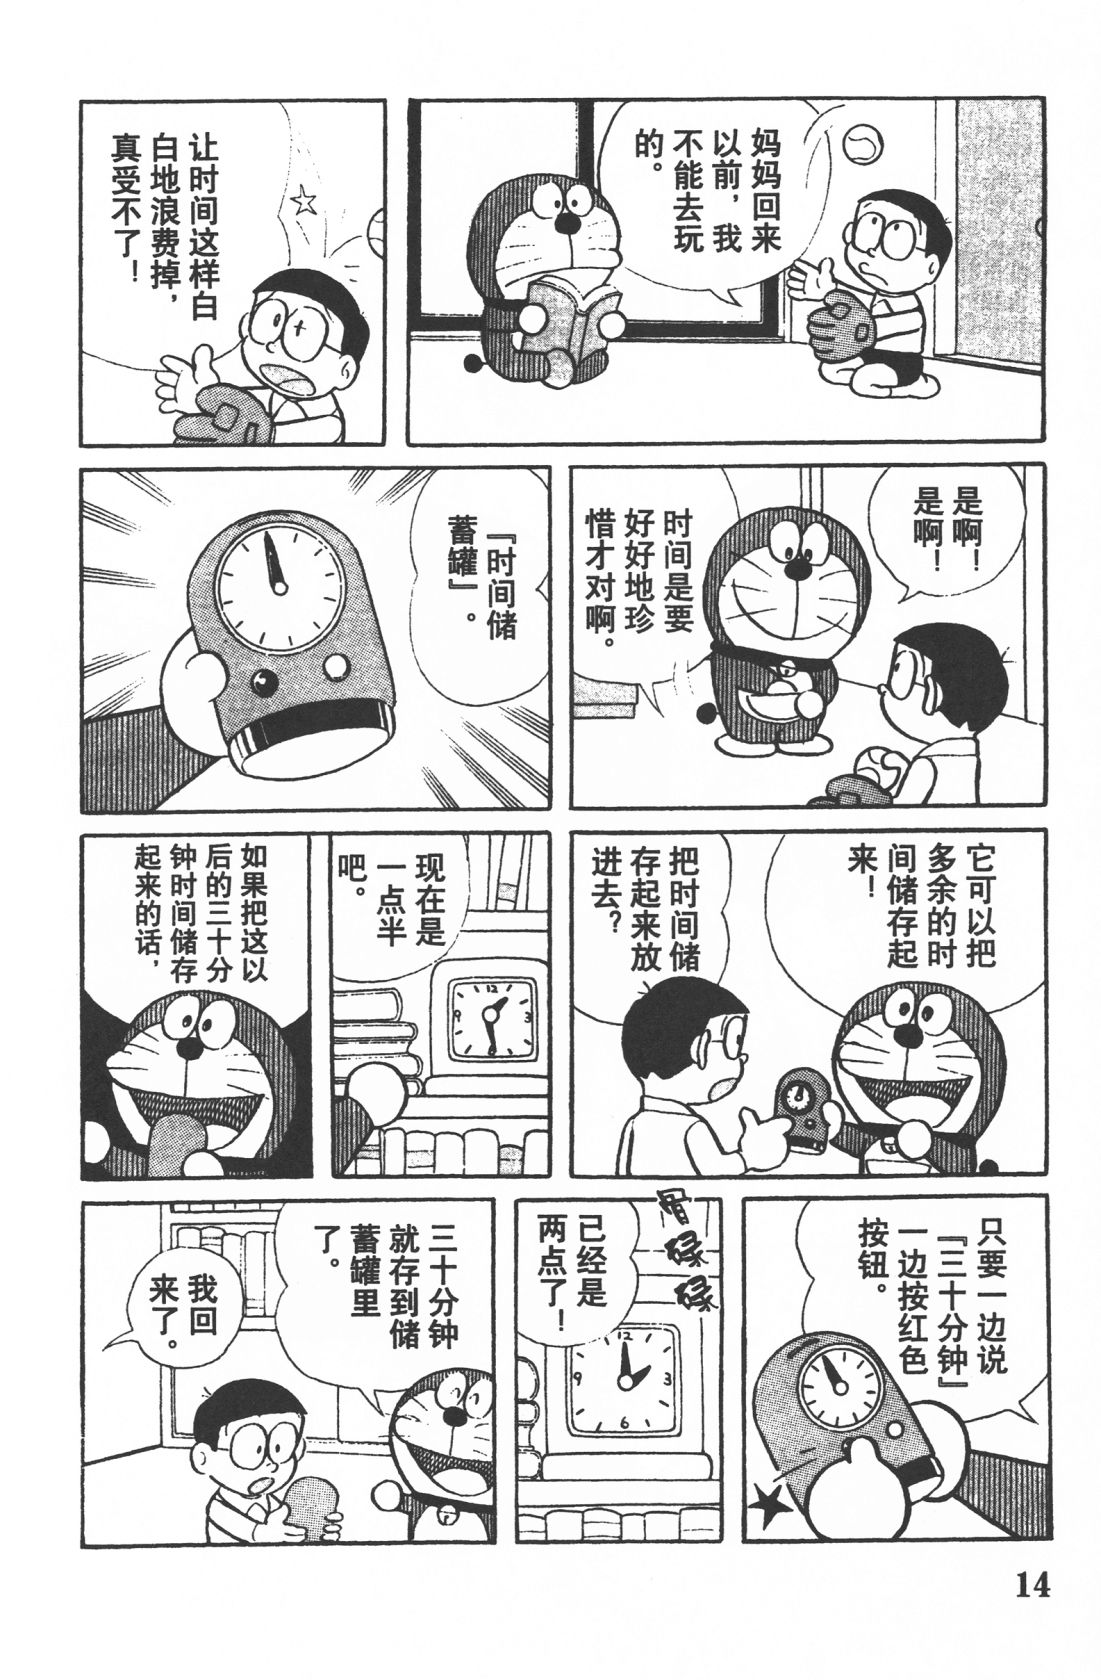 妈妈回来
以前，我
不能去玩
的。
让时间这样白
白地浪费掉，
真受不了！
是啊！
是啊！
时间是要
好好地珍
惜才对啊。
『时间储
蓄罐』。
它可以把
多余的时
间储存起
来！
把时间储
存起来放
进去？
现在是
一点半
吧。
如果把这以
后的三十分
钟时间储存
起来的话，
只要一边说
『三十分钟』
一边按红色
按钮。
骨碌碌
已经是
两点了！
三十分钟
就存到储
蓄罐里
了。
我回
来了。
14